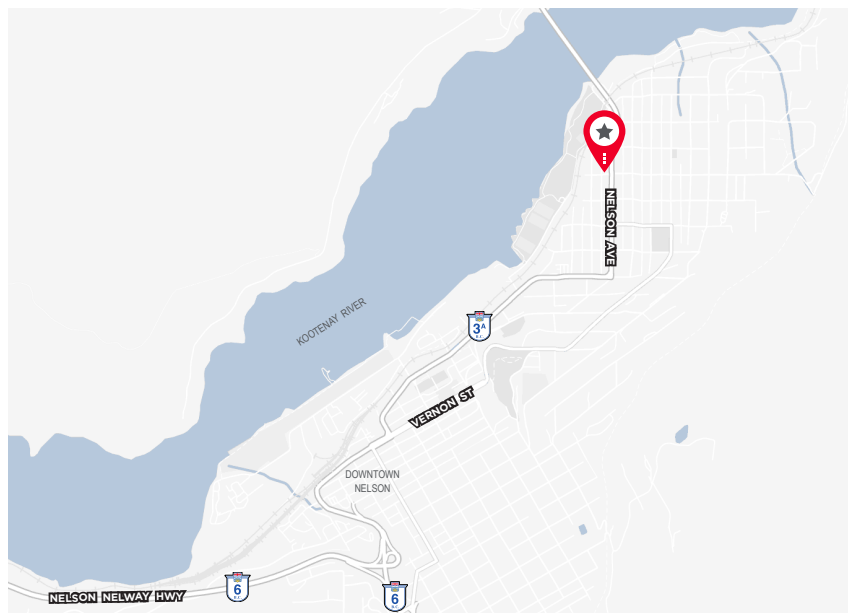 NELSON AVE
KOOTENAY RIVER
3A
B.C.
VERNON ST
DOWNTOWN
NELSON
NELSON NELWAY HWY
6
B.C.
6
B.C.